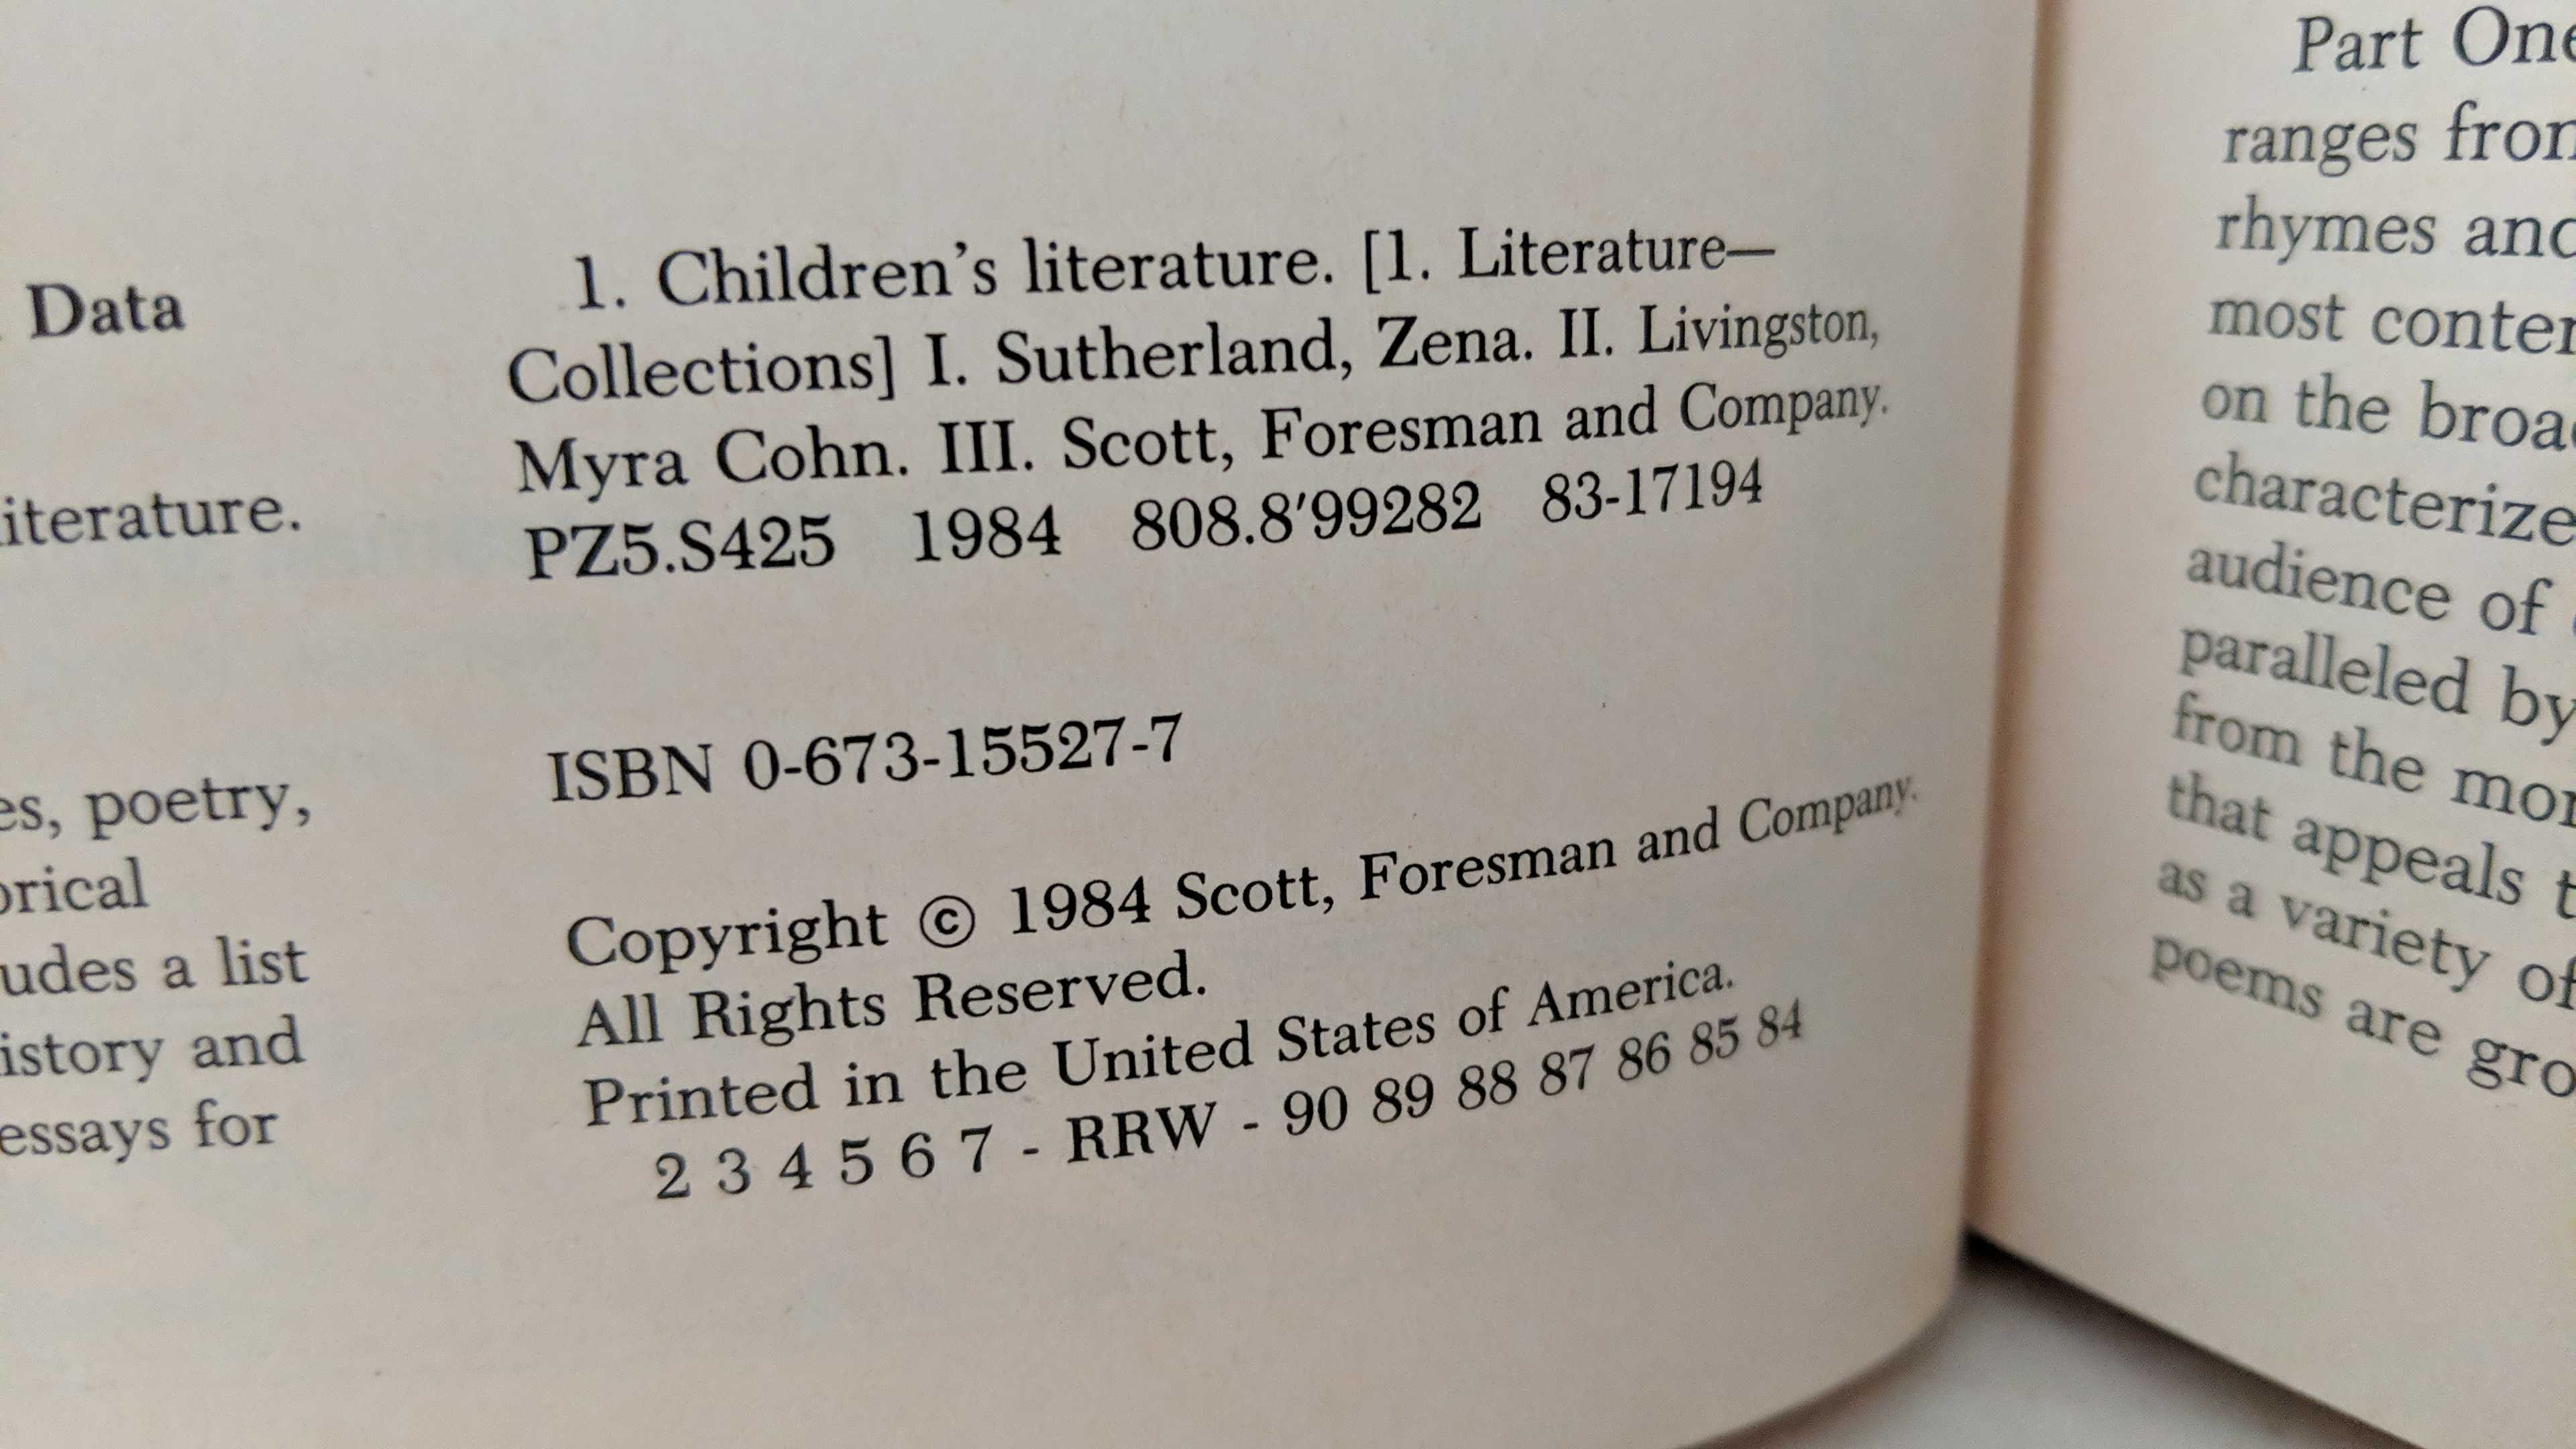 Data
literature.
es, poetry,
orical
udes a list
istory and
essays for
1. Children's literature. [1. Literature—
Collections] I. Sutherland, Zena. II. Livingston,
Myra Cohn. III. Scott, Foresman and Company.
PZ5.S425 1984 808.8'99282 83-17194
ISBN 0-673-15527-7
Copyright © 1984 Scott, Foresman and Company.
All Rights Reserved.
Printed in the United States of America.
2 3 4 5 6 7 - RRW - 90 89 88 87 86 85 84
Part One
ranges from
rhymes and
most conter
on the broa
characterize
audience of
paralleled by
from the mor
that appeals t
as a variety of
poems are gro